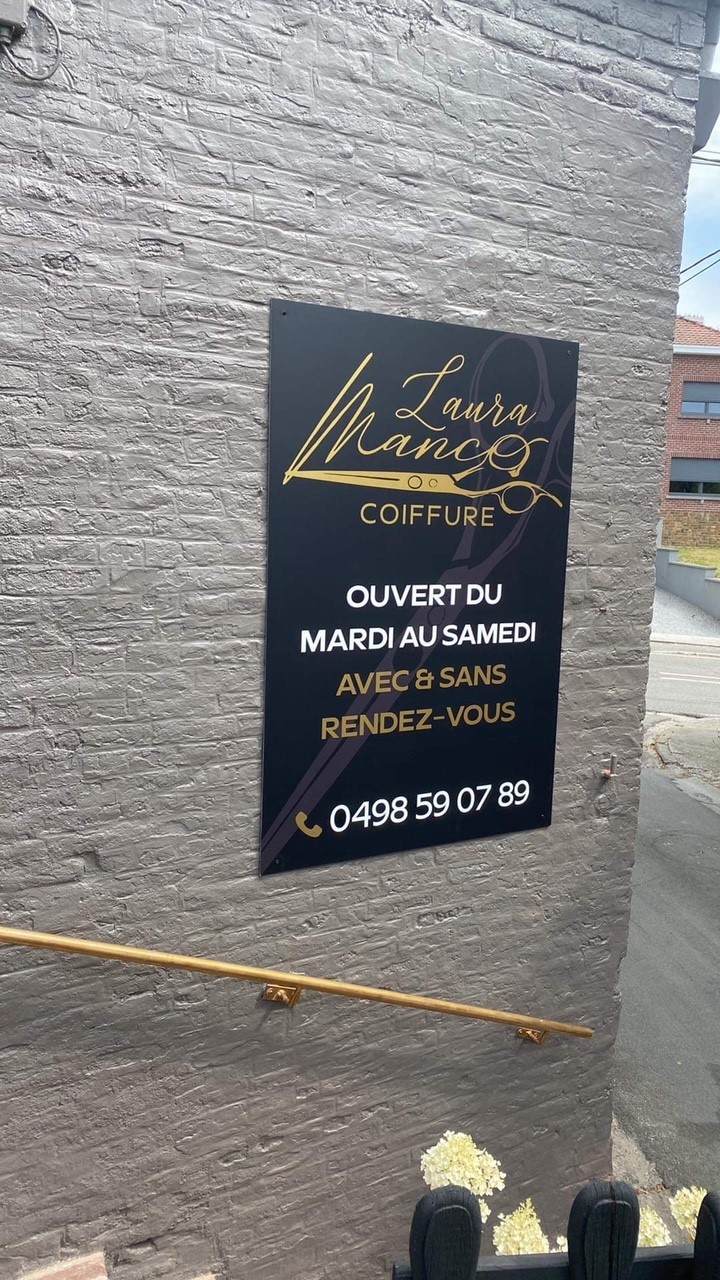 Laura
Manco
COIFFURE
OUVERT DU
MARDI AU SAMEDI
AVEC & SANS
RENDEZ-VOUS
0498 59 07 89